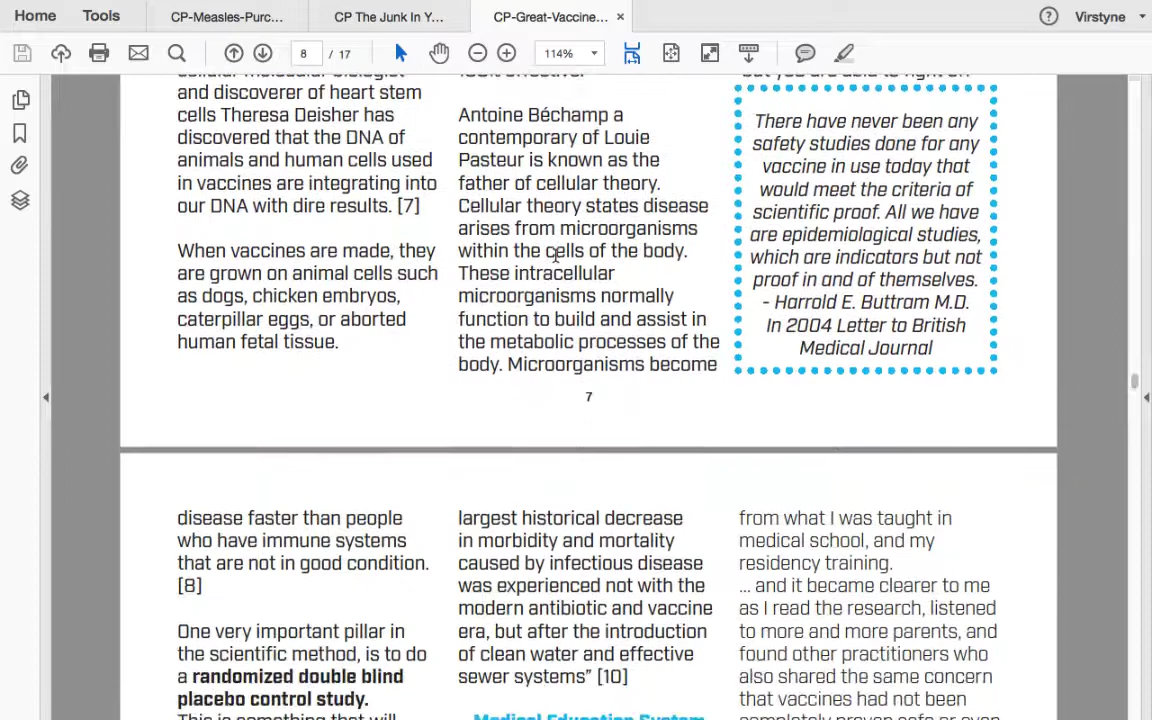 Home
Tools
CP-Measles-Purc...
CP The Junk In Y...
CP-Great-Vaccine...
Virstyne
8 / 17
114%
and discoverer of heart stem
cells Theresa Deisher has
discovered that the DNA of
animals and human cells used
in vaccines are integrating into
our DNA with dire results. [7]
When vaccines are made, they
are grown on animal cells such
as dogs, chicken embryos,
caterpillar eggs, or aborted
human fetal tissue.
Antoine Béchamp a
contemporary of Louie
Pasteur is known as the
father of cellular theory.
Cellular theory states disease
arises from microorganisms
within the cells of the body.
These intracellular
microorganisms normally
function to build and assist in
the metabolic processes of the
body. Microorganisms become
There have never been any
safety studies done for any
vaccine in use today that
would meet the criteria of
scientific proof. All we have
are epidemiological studies,
which are indicators but not
proof in and of themselves.
- Harrold E. Buttram M.D.
In 2004 Letter to British
Medical Journal
7
disease faster than people
who have immune systems
that are not in good condition.
[8]
One very important pillar in
the scientific method, is to do
a randomized double blind
placebo control study.
This is something that will
largest historical decrease
in morbidity and mortality
caused by infectious disease
was experienced not with the
modern antibiotic and vaccine
era, but after the introduction
of clean water and effective
sewer systems” [10]
Medical Education System
from what I was taught in
medical school, and my
residency training.
... and it became clearer to me
as I read the research, listened
to more and more parents, and
found other practitioners who
also shared the same concern
that vaccines had not been
completely proven safe or even